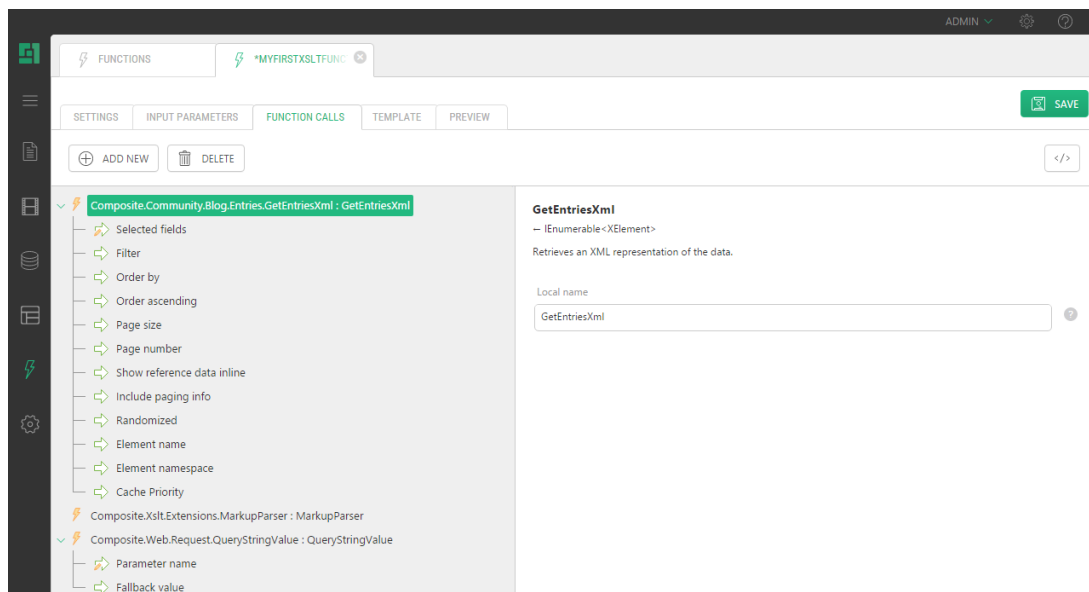 ADMIN
FUNCTIONS
*MYFIRSTXSLTFUNC
SETTINGS INPUT PARAMETERS FUNCTION CALLS TEMPLATE PREVIEW
SAVE
ADD NEW DELETE
</>
Composite.Community.Blog.Entries.GetEntriesXml : GetEntriesXml
Selected fields
Filter
Order by
Order ascending
Page size
Page number
Show reference data inline
Include paging info
Randomized
Element name
Element namespace
Cache Priority
Composite.Xslt.Extensions.MarkupParser : MarkupParser
Composite.Web.Request.QueryStringValue : QueryStringValue
Parameter name
Fallback value
GetEntriesXml
← IEnumerable<XElement>
Retrieves an XML representation of the data.
Local name
GetEntriesXml